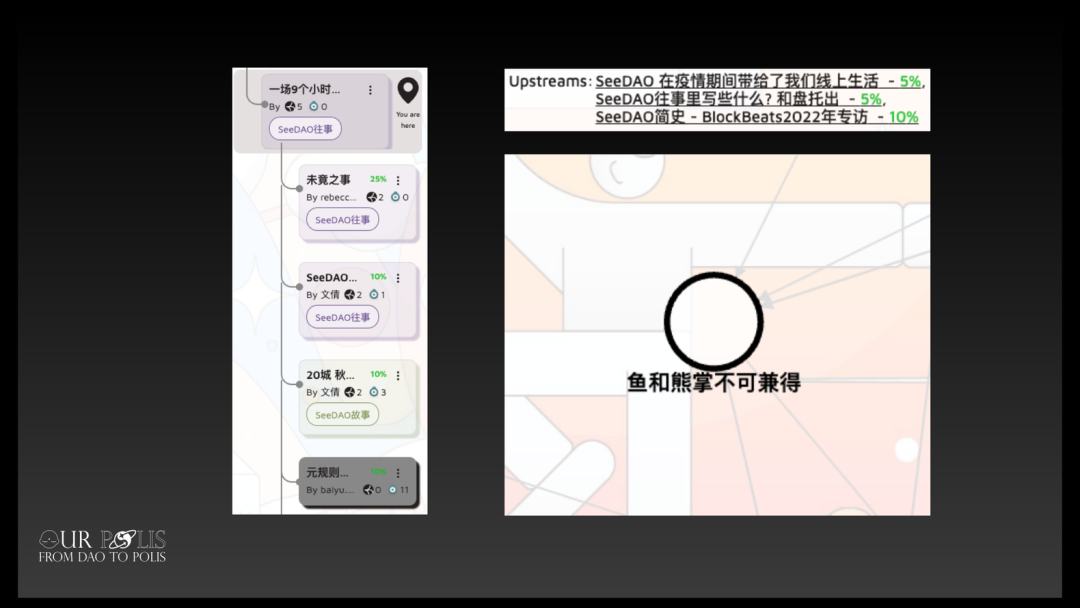 一场9个小时...
By 5 0
SeeDAO往事
You are
here
未竟之事 25%
By rebecc... 2 0
SeeDAO往事
SeeDAO... 10%
By 文倩 2 1
SeeDAO往事
20城 秋... 10%
By 文倩 2 3
SeeDAO故事
元规则... 10%
By baiyu.... 0 11
Upstreams: SeeDAO 在疫情期间带给了我们线上生活 - 5%,
SeeDAO往事里写些什么? 和盘托出 - 5%,
SeeDAO简史 - BlockBeats2022年专访 - 10%
鱼和熊掌不可兼得
OUR POLIS
FROM DAO TO POLIS